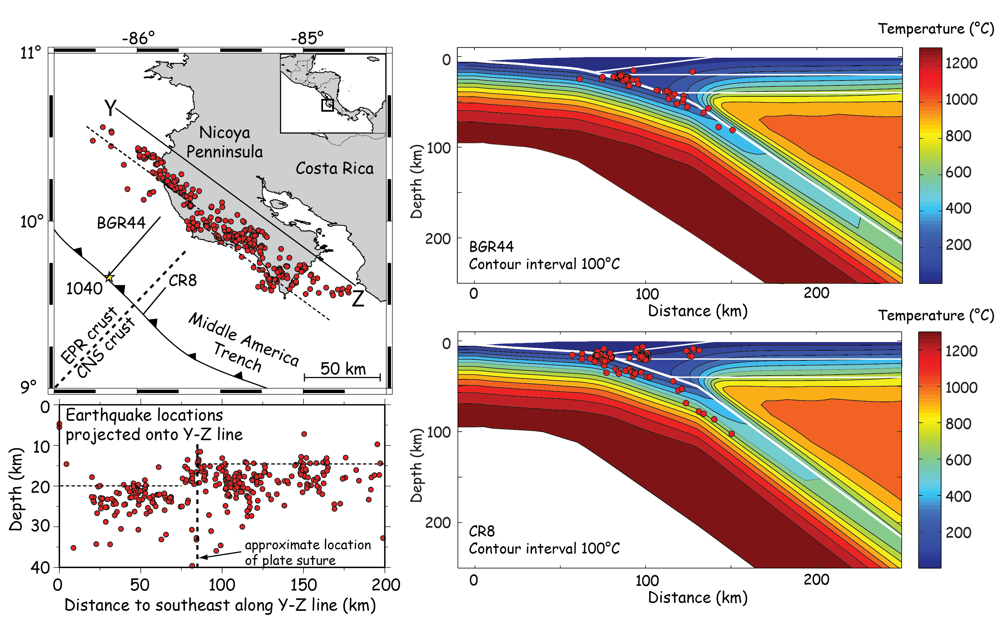 -86°
-85°
11°
10°
9°
Y
Nicoya
Penninsula
Costa Rica
BGR44
1040
CR8
Z
EPR crust
CNS crust
Middle America
Trench
50 km
0
10
20
30
40
Depth (km)
Earthquake locations
projected onto Y-Z line
approximate location
of plate suture
0
50
100
150
200
Distance to southeast along Y-Z line (km)
Temperature (°C)
0
100
200
Depth (km)
BGR44
Contour interval 100°C
0
100
200
Distance (km)
1200
1000
800
600
400
200
Temperature (°C)
0
100
200
Depth (km)
CR8
Contour interval 100°C
0
100
200
Distance (km)
1200
1000
800
600
400
200